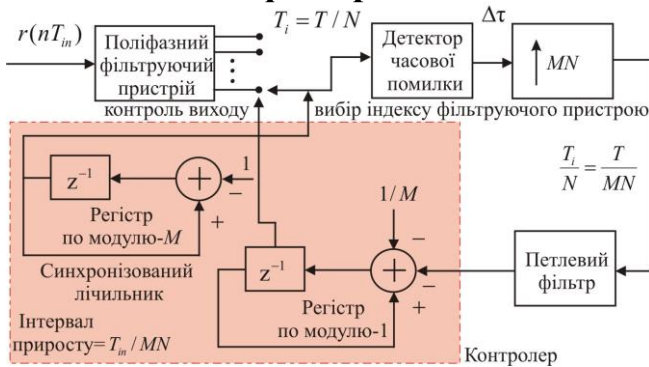 r(nT_in)
Поліфазний
фільтруючий
пристрій
T_i = T / N
Детектор
часової
помилки
Δτ
↑ MN
контроль виходу
вибір індексу фільтруючого пристрою
z⁻¹
+
1
−
+
Регістр
по модулю-M
Синхронізований
лічильник
1/M
−
z⁻¹
+
−
+
Регістр
по модулю-1
Інтервал
приросту= T_in / MN
T_i / N = T / MN
Петлевий
фільтр
Контролер